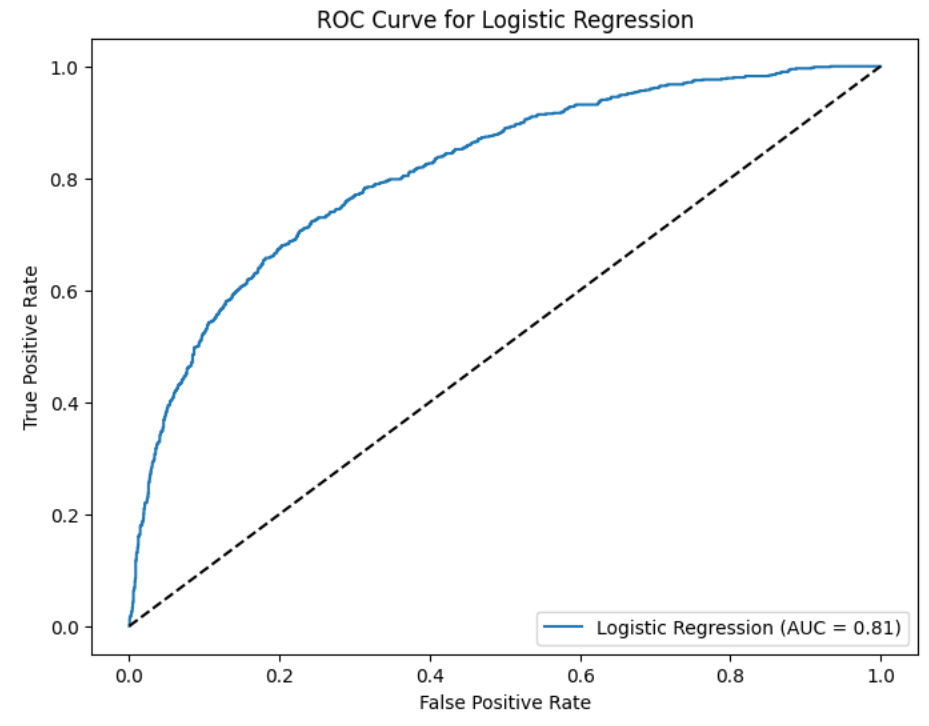 ROC Curve for Logistic Regression
1.0
0.8
0.6
0.4
0.2
0.0
True Positive Rate
Logistic Regression (AUC = 0.81)
0.0 0.2 0.4 0.6 0.8 1.0
False Positive Rate